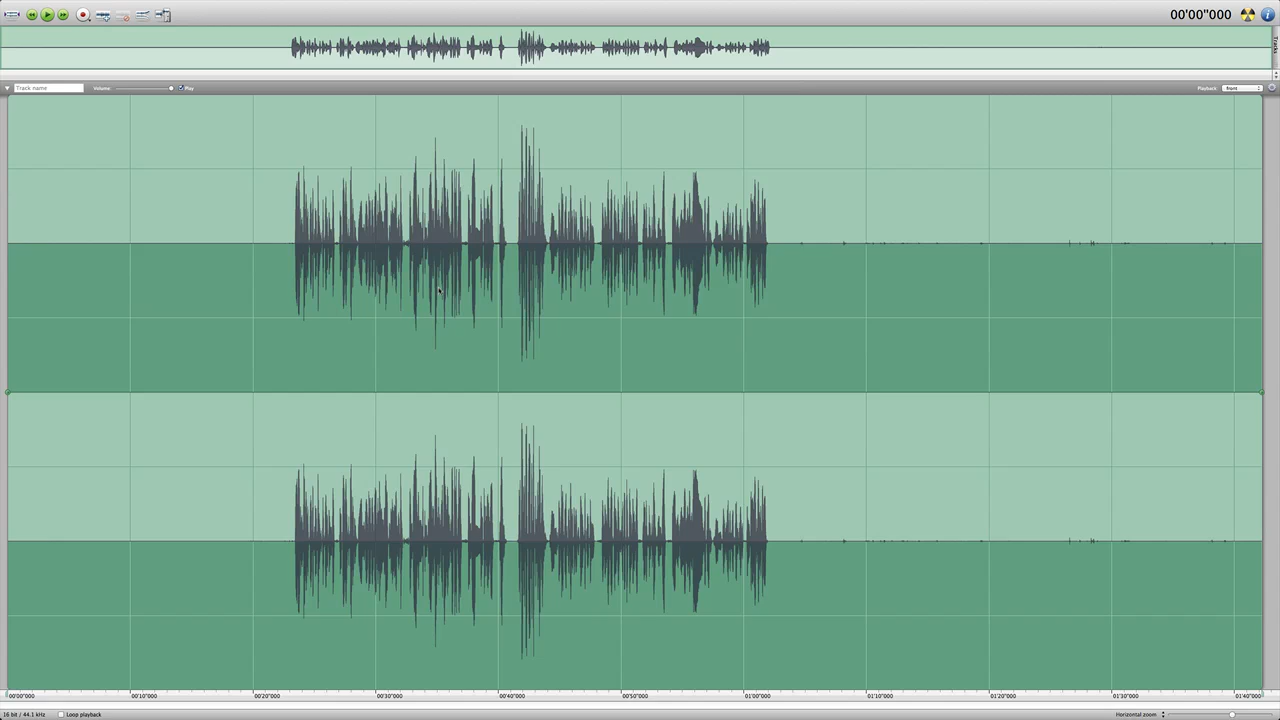 00'00"000
Tracks
Track name
Volume:
Play
Playback:
front
00'00"000 00'10"000 00'20"000 00'30"000 00'40"000 00'50"000 01'00"000 01'10"000 01'20"000 01'30"000 01'40"000
16 bit / 44.1 kHz
Loop playback
Horizontal zoom